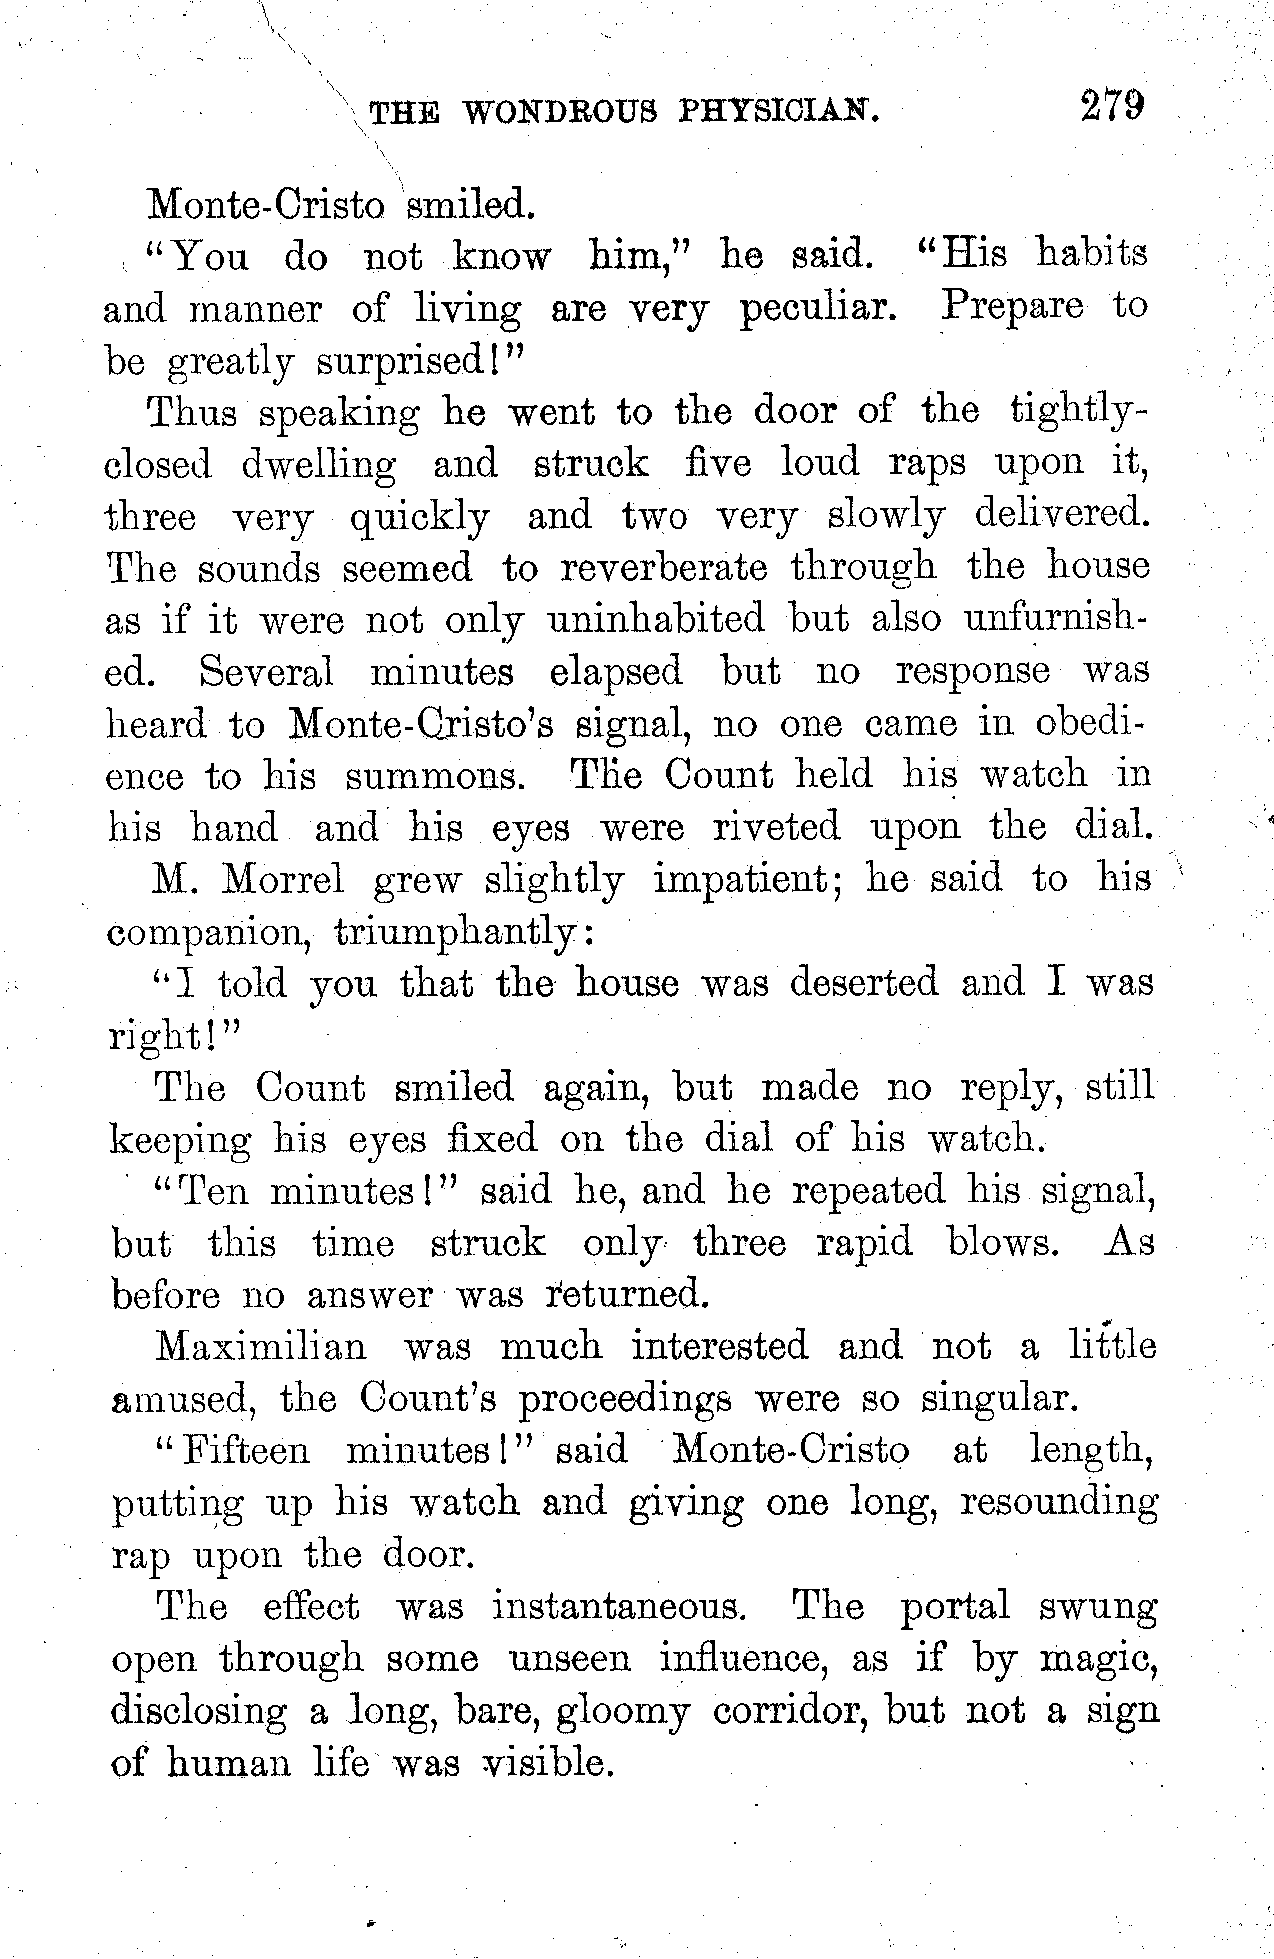 THE WONDROUS PHYSICIAN. 279
Monte-Cristo smiled.
"You do not know him," he said. "His habits
and manner of living are very peculiar. Prepare to
be greatly surprised!"
Thus speaking he went to the door of the tightly-
closed dwelling and struck five loud raps upon it,
three very quickly and two very slowly delivered.
The sounds seemed to reverberate through the house
as if it were not only uninhabited but also unfurnish-
ed. Several minutes elapsed but no response was
heard to Monte-Cristo's signal, no one came in obedi-
ence to his summons. The Count held his watch in
his hand and his eyes were riveted upon the dial.
M. Morrel grew slightly impatient; he said to his
companion, triumphantly:
"I told you that the house was deserted and I was
right!"
The Count smiled again, but made no reply, still
keeping his eyes fixed on the dial of his watch.
"Ten minutes!" said he, and he repeated his signal,
but this time struck only three rapid blows. As
before no answer was returned.
Maximilian was much interested and not a little
amused, the Count's proceedings were so singular.
"Fifteen minutes!" said Monte-Cristo at length,
putting up his watch and giving one long, resounding
rap upon the door.
The effect was instantaneous. The portal swung
open through some unseen influence, as if by magic,
disclosing a long, bare, gloomy corridor, but not a sign
of human life was visible.